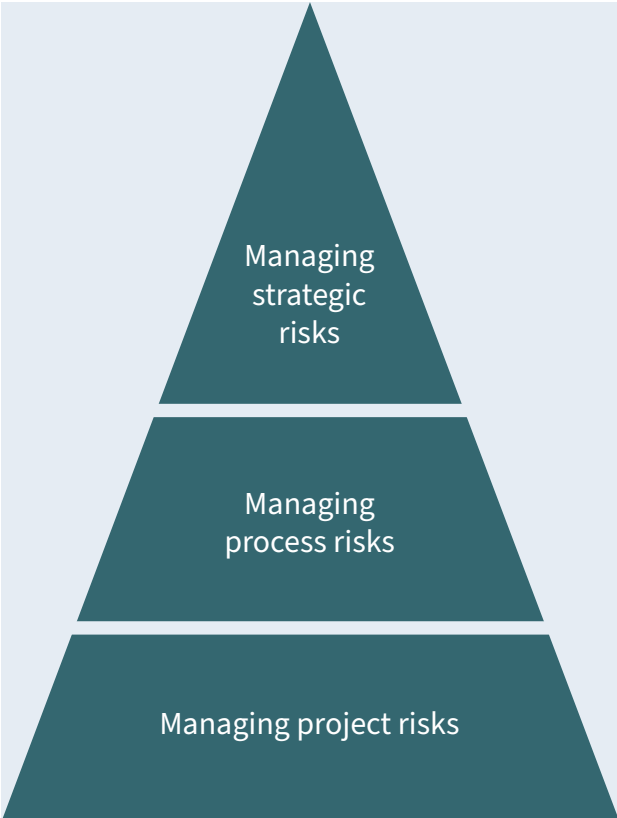 Managing
strategic
risks
Managing
process risks
Managing project risks